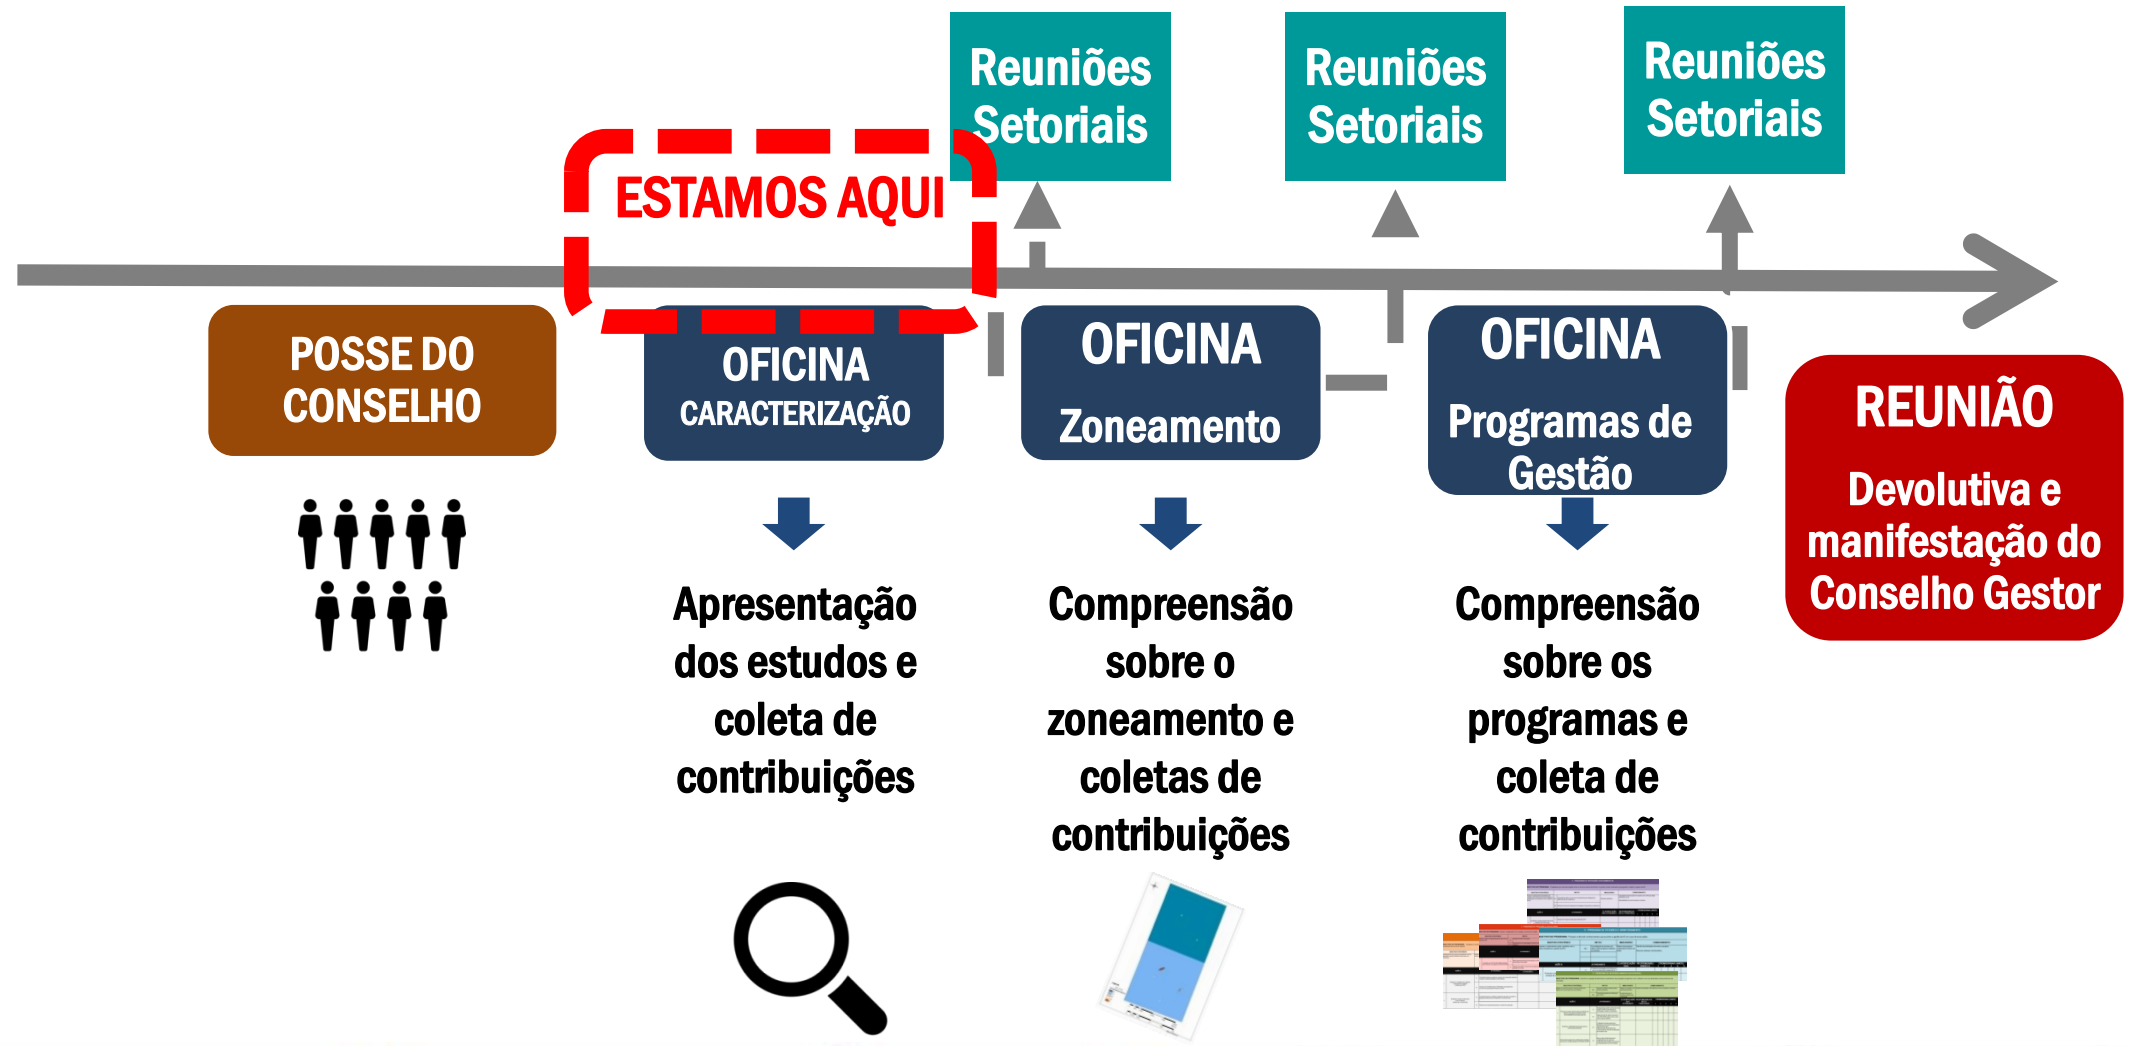 Reuniões
Setoriais
Reuniões
Setoriais
Reuniões
Setoriais
ESTAMOS AQUI
POSSE DO
CONSELHO
OFICINA
CARACTERIZAÇÃO
OFICINA
Zoneamento
OFICINA
Programas de
Gestão
REUNIÃO
Devolutiva e
manifestação do
Conselho Gestor
Apresentação
dos estudos e
coleta de
contribuições
Compreensão
sobre o
zoneamento e
coletas de
contribuições
Compreensão
sobre os
programas e
coleta de
contribuições